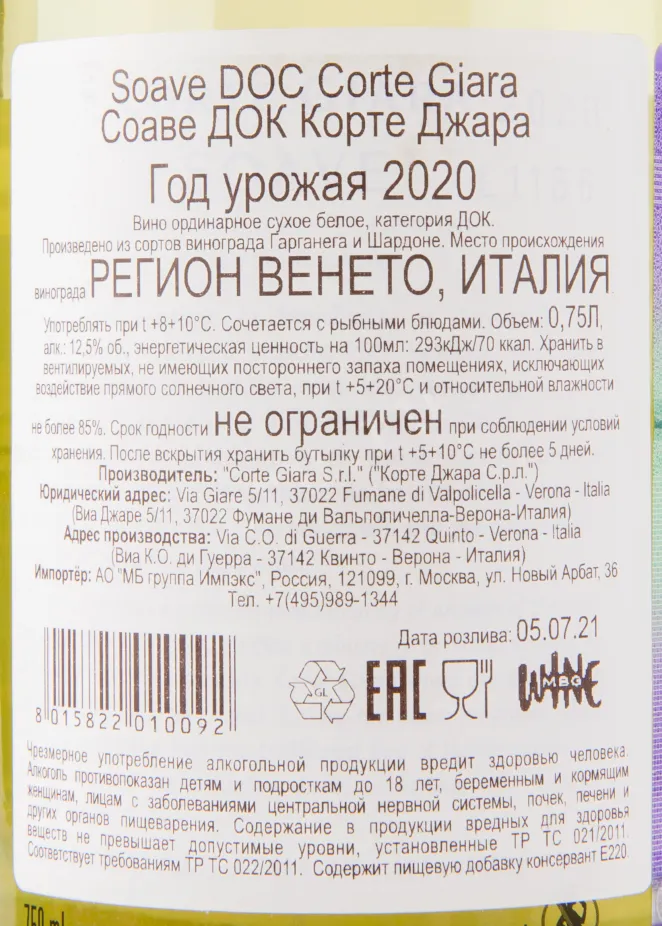 Soave DOC Corte Giara
Соаве ДОК Корте Джара
Год урожая 2020
Вино ординарное сухое белое, категория ДОК.
Произведено из сортов винограда Гарганега и Шардоне. Место происхождения
винограда РЕГИОН ВЕНЕТО, ИТАЛИЯ
Употреблять при t +8+10°С. Сочетается с рыбными блюдами. Объем: 0,75Л,
алк.: 12,5% об., энергетическая ценность на 100мл: 293кДж/70 ккал. Хранить в
вентилируемых, не имеющих постороннего запаха помещениях, исключающих
воздействие прямого солнечного света, при t +5+20°С и относительной влажности
не более 85%. Срок годности не ограничен при соблюдении условий
хранения. После вскрытия хранить бутылку при t +5+10°С не более 5 дней.
Производитель: "Corte Giara S.r.l." ("Корте Джара С.р.л.")
Юридический адрес: Via Giare 5/11, 37022 Fumane di Valpolicella - Verona - Italia
(Виа Джаре 5/11, 37022 Фумане ди Вальполичелла-Верона-Италия)
Адрес производства: Via C.O. di Guerra - 37142 Quinto - Verona - Italia
(Виа К.О. ди Гуерра - 37142 Квинто - Верона - Италия)
Импортёр: АО "МБ группа Импэкс", Россия, 121099, г. Москва, ул. Новый Арбат, 36
Тел. +7(495)989-1344
Дата розлива: 05.07.21
8 015822 010092
GL
EAC
WINE
MBG
Чрезмерное употребление алкогольной продукции вредит здоровью человека.
Алкоголь противопоказан детям и подросткам до 18 лет, беременным и кормящим
женщинам, лицам с заболеваниями центральной нервной системы, почек, печени и
других органов пищеварения. Содержание в продукции вредных для здоровья
веществ не превышает допустимые уровни, установленные ТР ТС 021/2011.
Соответствует требованиям ТР ТС 022/2011. Содержит пищевую добавку консервант Е220.
750 ml